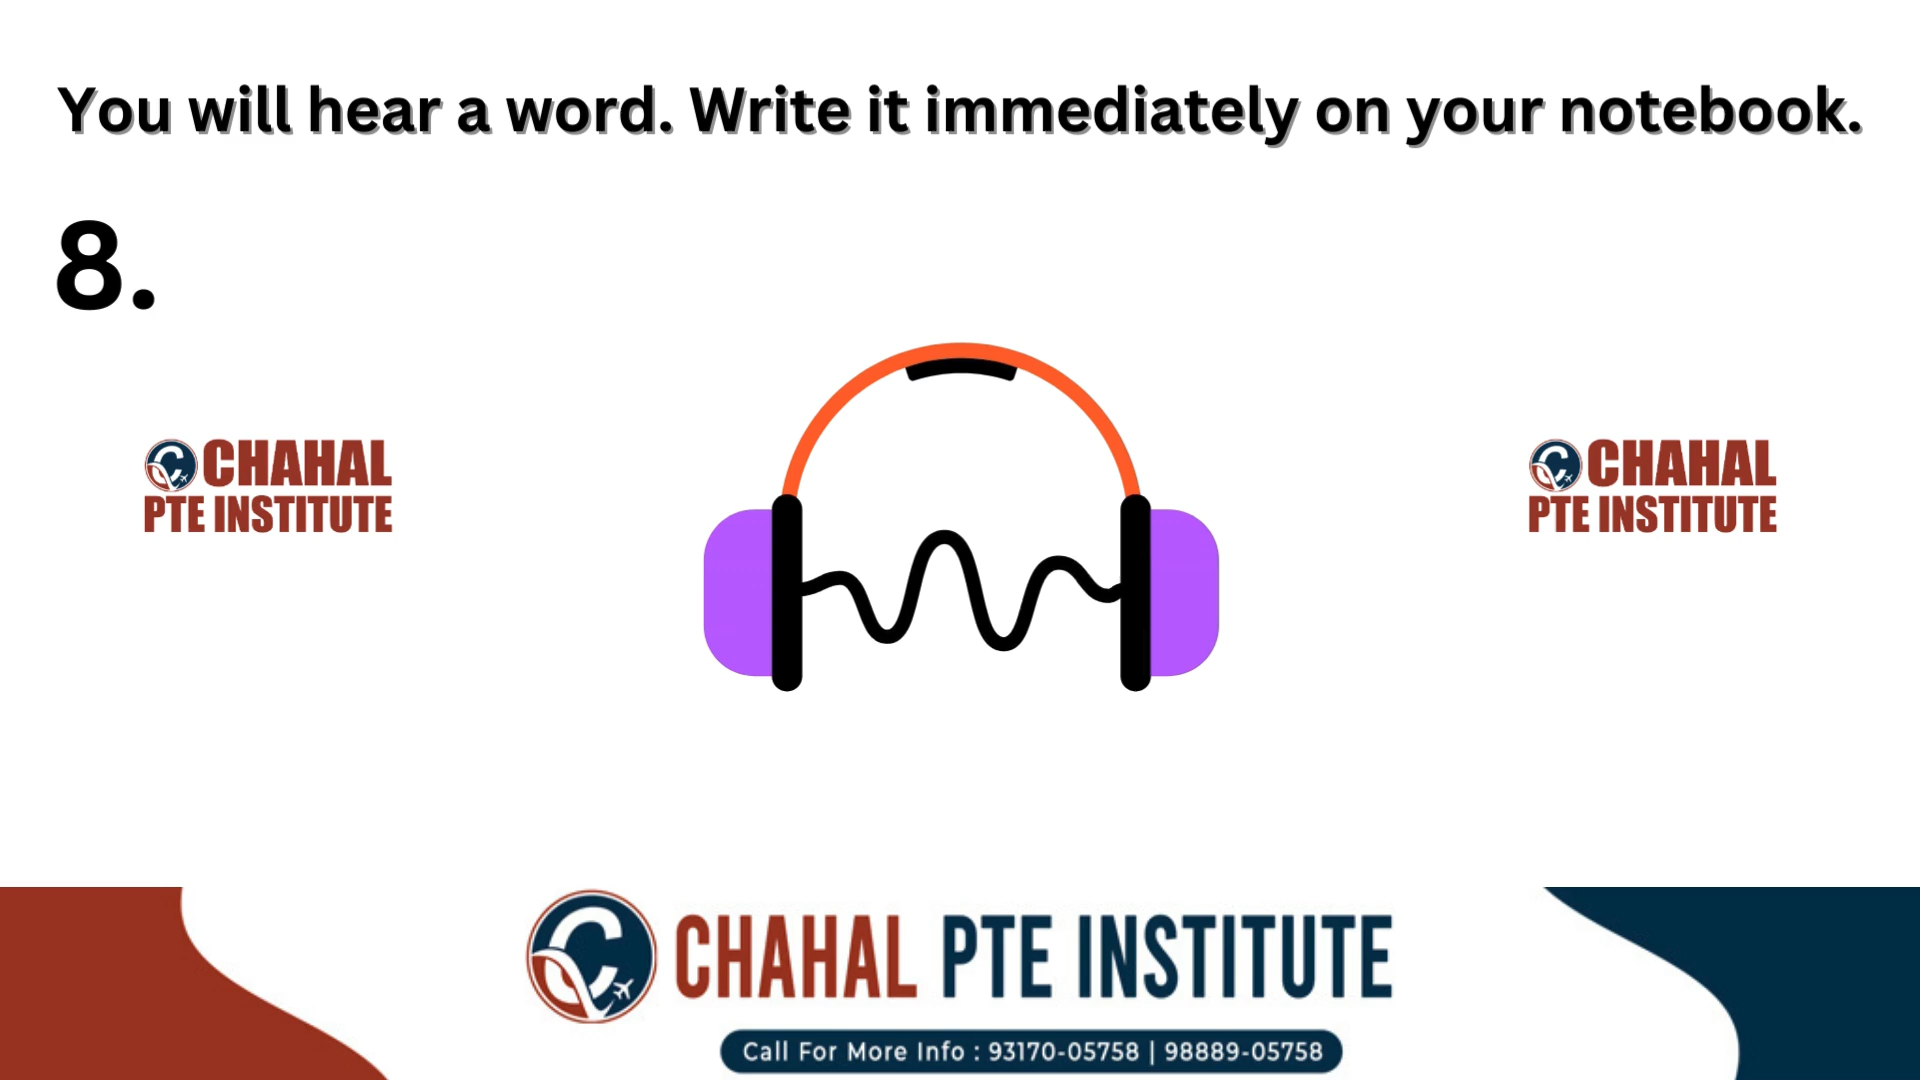 You will hear a word. Write it immediately on your notebook.
8.
CHAHAL
PTE INSTITUTE
CHAHAL
PTE INSTITUTE
CHAHAL PTE INSTITUTE
Call For More Info : 93170-05758 | 98889-05758